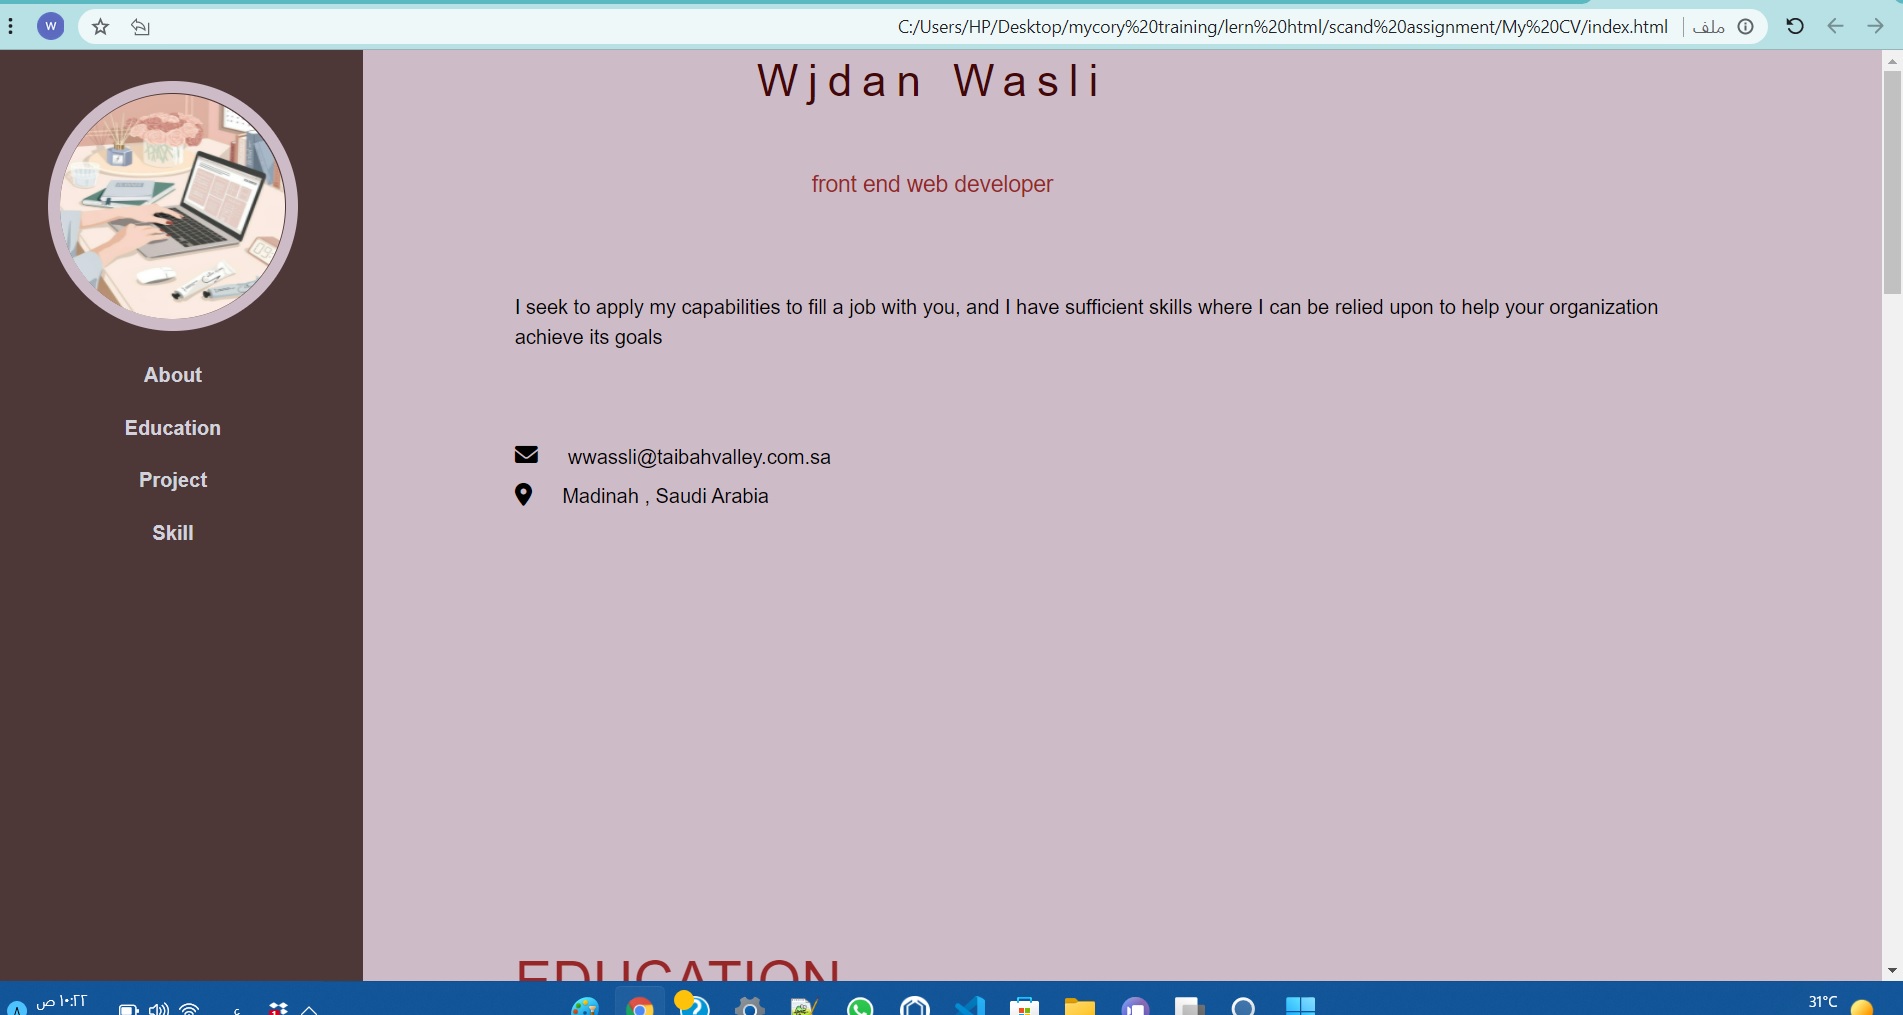 W
C:/Users/HP/Desktop/mycory%20training/lern%20html/scand%20assignment/My%20CV/index.html
ملف
Wjdan Wasli
front end web developer
I seek to apply my capabilities to fill a job with you, and I have sufficient skills where I can be relied upon to help your organization
achieve its goals
About
Education
Project
Skill
wwassli@taibahvalley.com.sa
Madinah , Saudi Arabia
EDUCATION
١٠:٢٢ ص
31°C